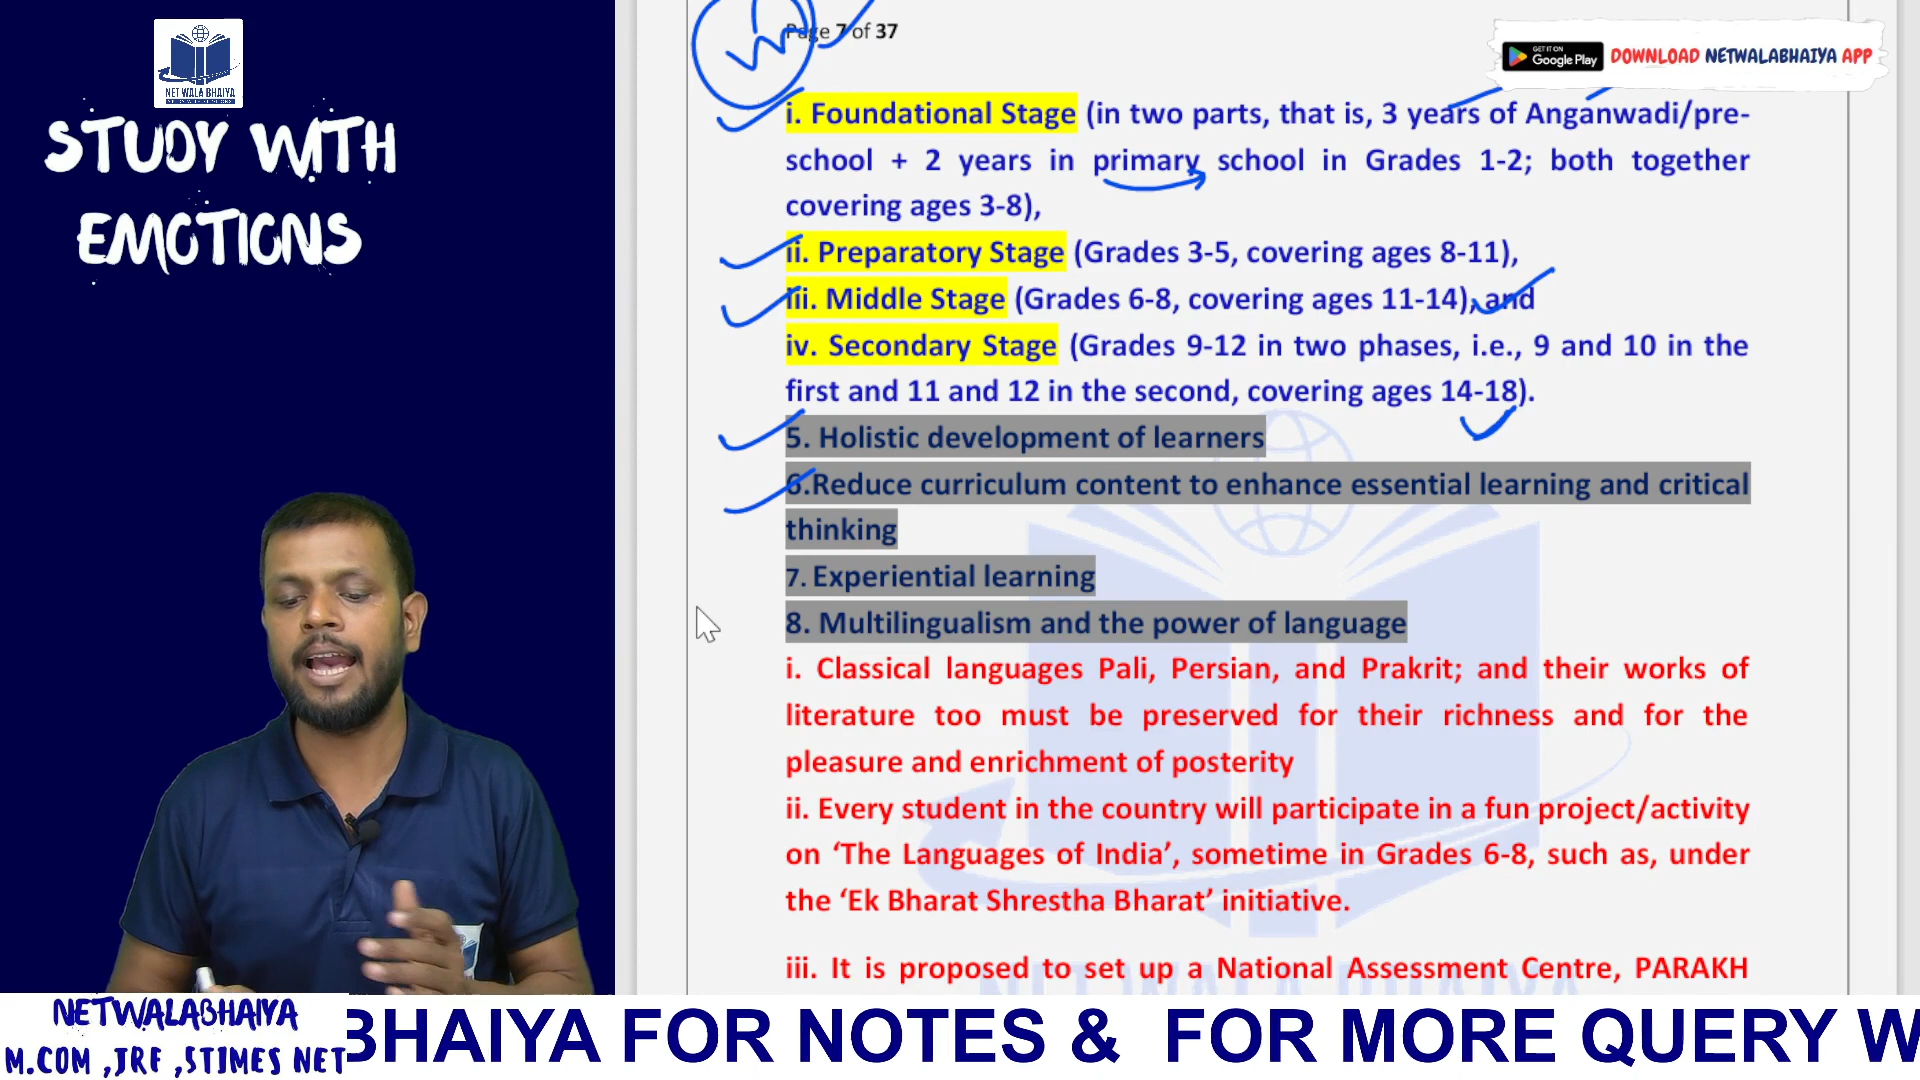 NET WALA BHAIYA
STUDY WITH
EMOTIONS
Page 7 of 37
GET IT ON
Google Play
DOWNLOAD NETWALABHAIYA APP
i. Foundational Stage (in two parts, that is, 3 years of Anganwadi/pre-
school + 2 years in primary school in Grades 1-2; both together
covering ages 3-8),
ii. Preparatory Stage (Grades 3-5, covering ages 8-11),
iii. Middle Stage (Grades 6-8, covering ages 11-14), and
iv. Secondary Stage (Grades 9-12 in two phases, i.e., 9 and 10 in the
first and 11 and 12 in the second, covering ages 14-18).
5. Holistic development of learners
6.Reduce curriculum content to enhance essential learning and critical
thinking
7. Experiential learning
8. Multilingualism and the power of language
i. Classical languages Pali, Persian, and Prakrit; and their works of
literature too must be preserved for their richness and for the
pleasure and enrichment of posterity
ii. Every student in the country will participate in a fun project/activity
on ‘The Languages of India’, sometime in Grades 6-8, such as, under
the ‘Ek Bharat Shrestha Bharat’ initiative.
iii. It is proposed to set up a National Assessment Centre, PARAKH
NETWALABHAIYA
M.COM ,JRF ,5TIMES NET
BHAIYA FOR NOTES & FOR MORE QUERY W